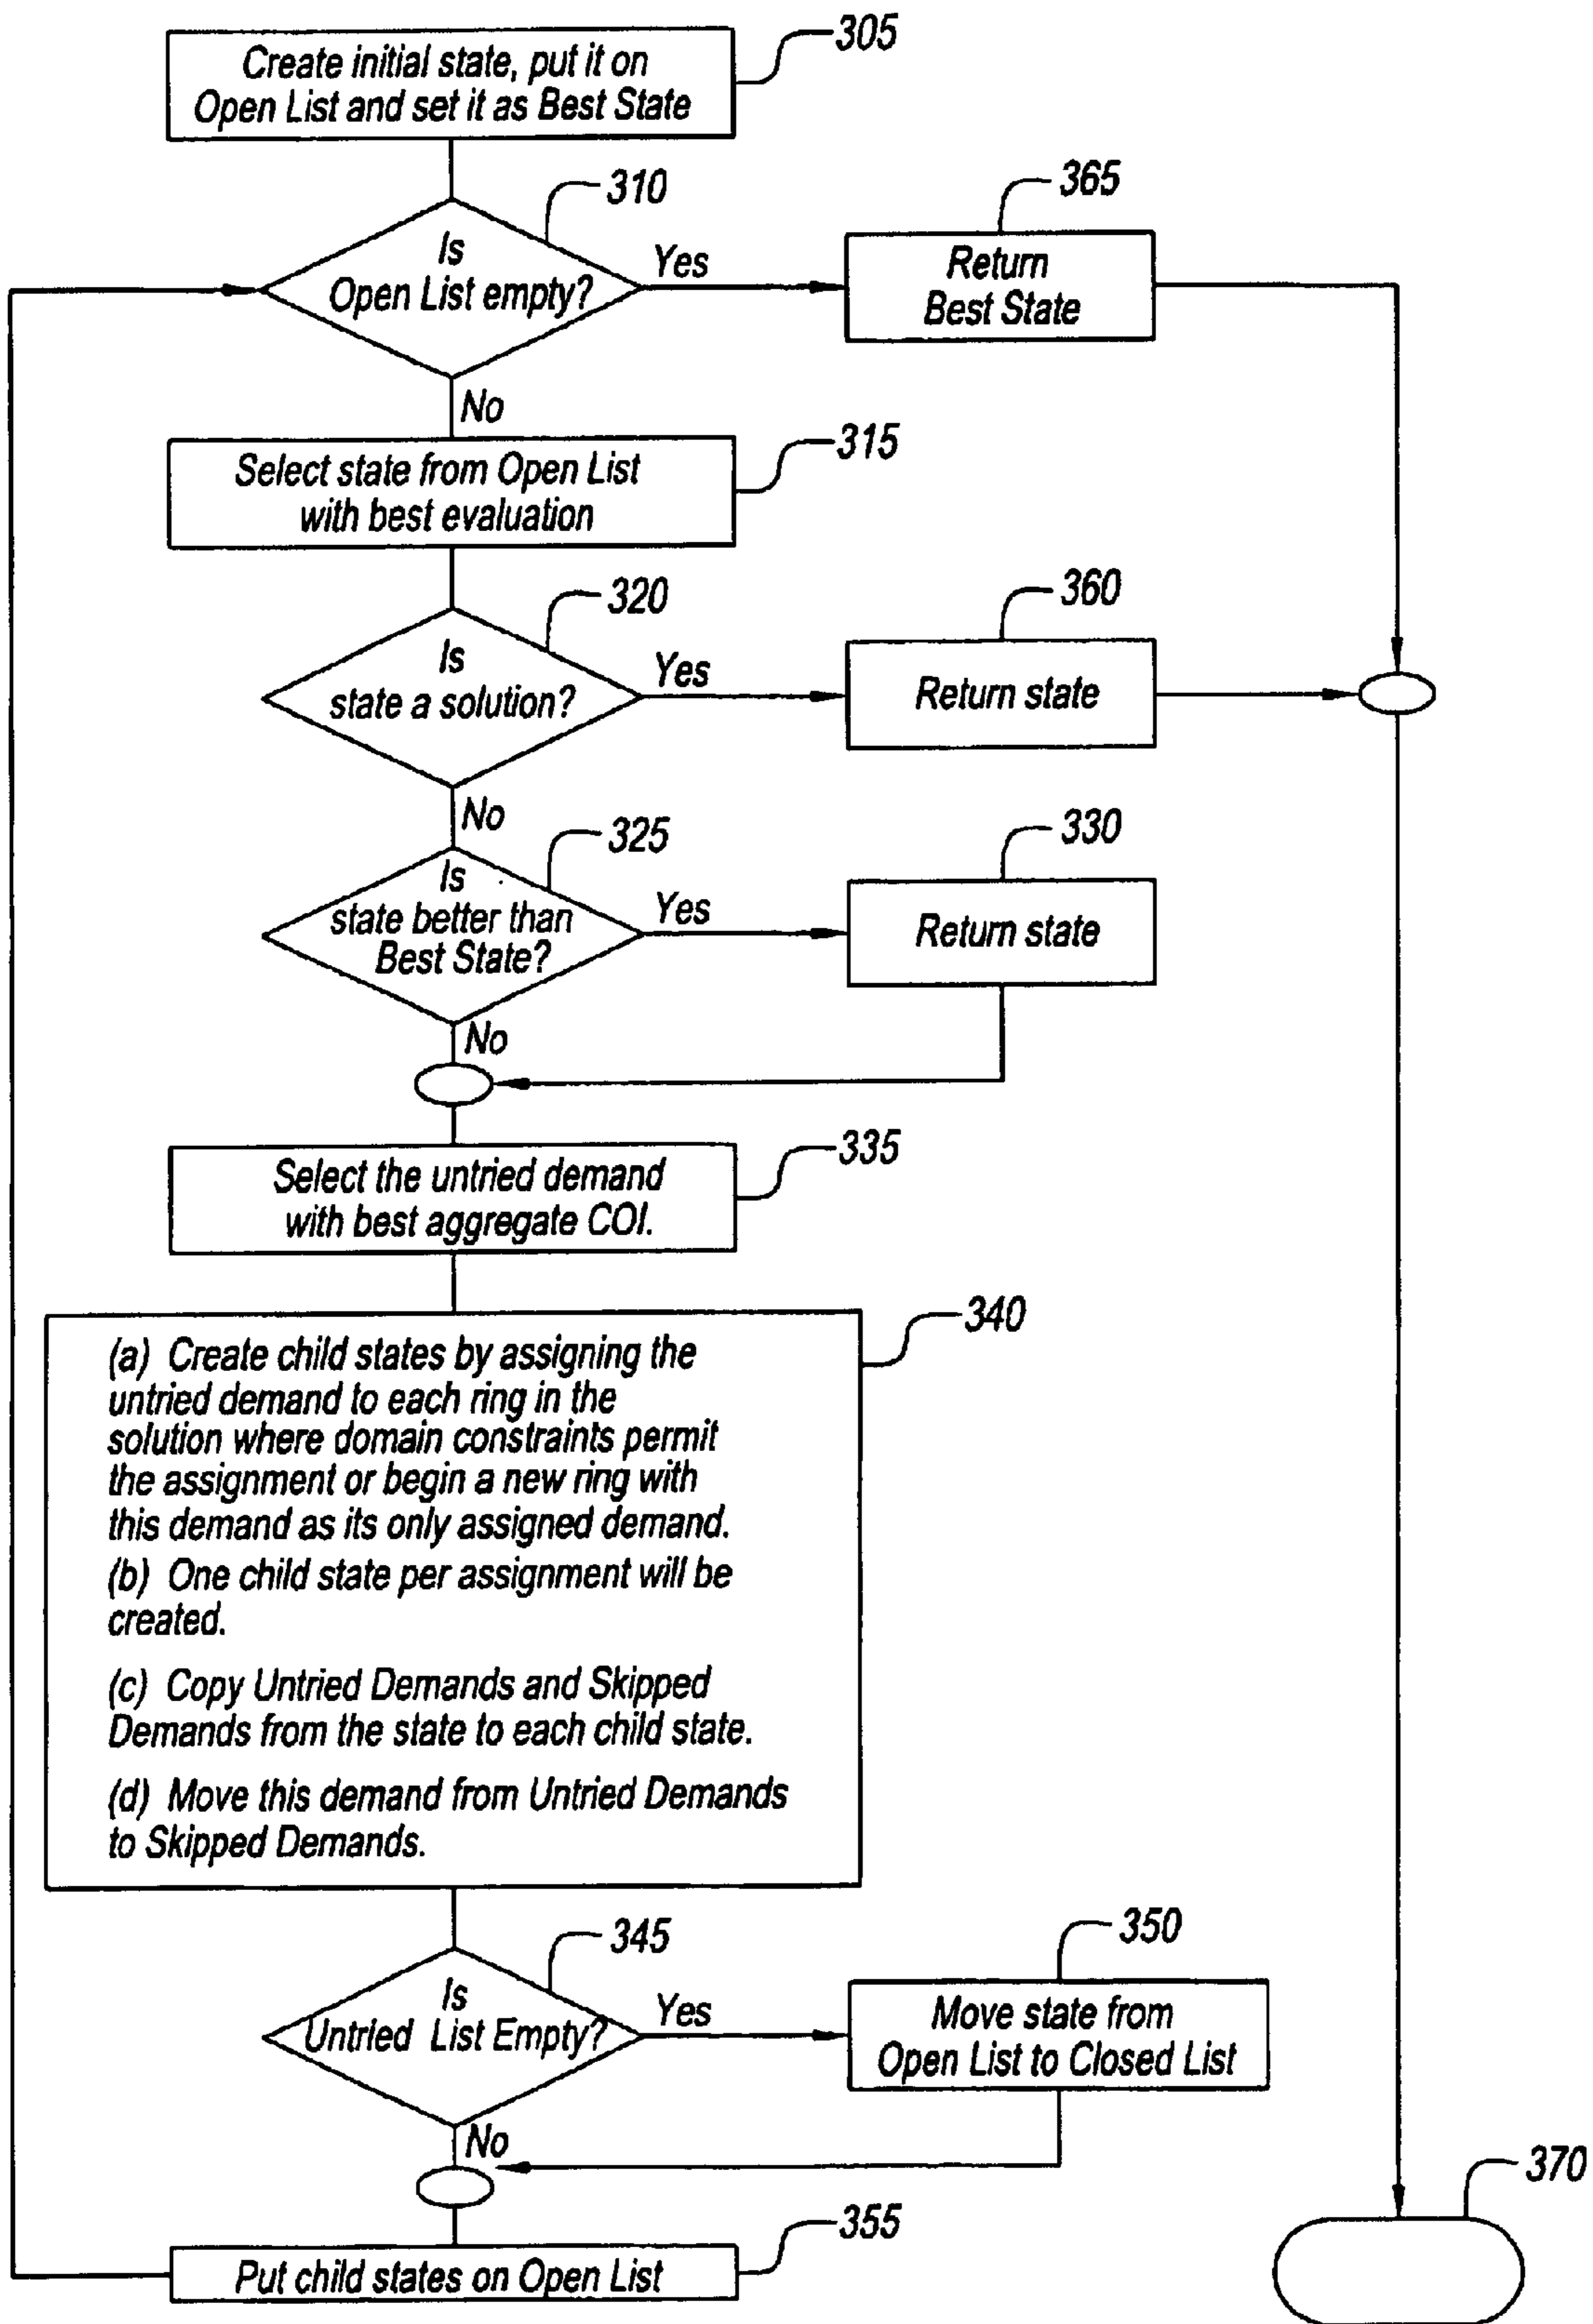 305
Create initial state, put it on
Open List and set it as Best State
310
Is
Open List empty?
Yes
365
Return
Best State
No
315
Select state from Open List
with best evaluation
320
Is
state a solution?
Yes
360
Return state
No
325
Is
state better than
Best State?
Yes
330
Return state
No
335
Select the untried demand
with best aggregate COI.
340
(a) Create child states by assigning the
untried demand to each ring in the
solution where domain constraints permit
the assignment or begin a new ring with
this demand as its only assigned demand.
(b) One child state per assignment will be
created.
(c) Copy Untried Demands and Skipped
Demands from the state to each child state.
(d) Move this demand from Untried Demands
to Skipped Demands.
345
Is
Untried List Empty?
Yes
350
Move state from
Open List to Closed List
No
355
Put child states on Open List
370